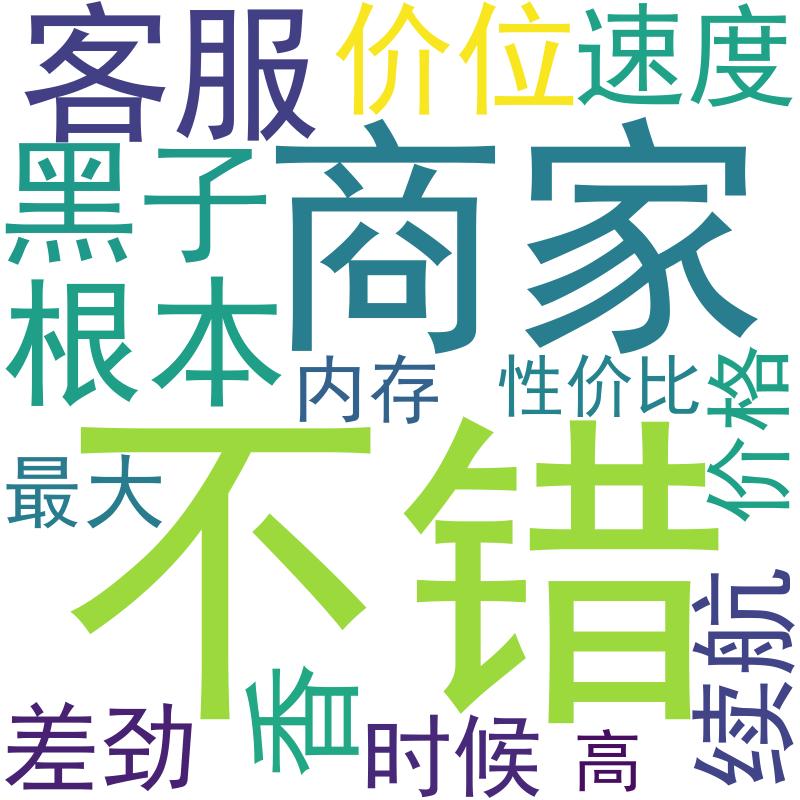 客服
价位
速度
黑子
商家
根本
内存
性价比
价格
不错
最大
续航
差劲
香
时候
高